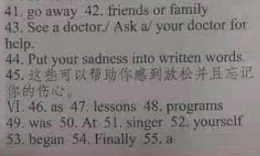 41. go away 42. friends or family
43. See a doctor./ Ask a/ your doctor for
help.
44. Put your sadness into written words.
45. 这些可以帮助你感到放松并且忘记
你的伤心。
VI. 46. as 47. lessons 48. programs
49. was 50. At 51. singer 52. yourself
53. began 54. Finally 55. a